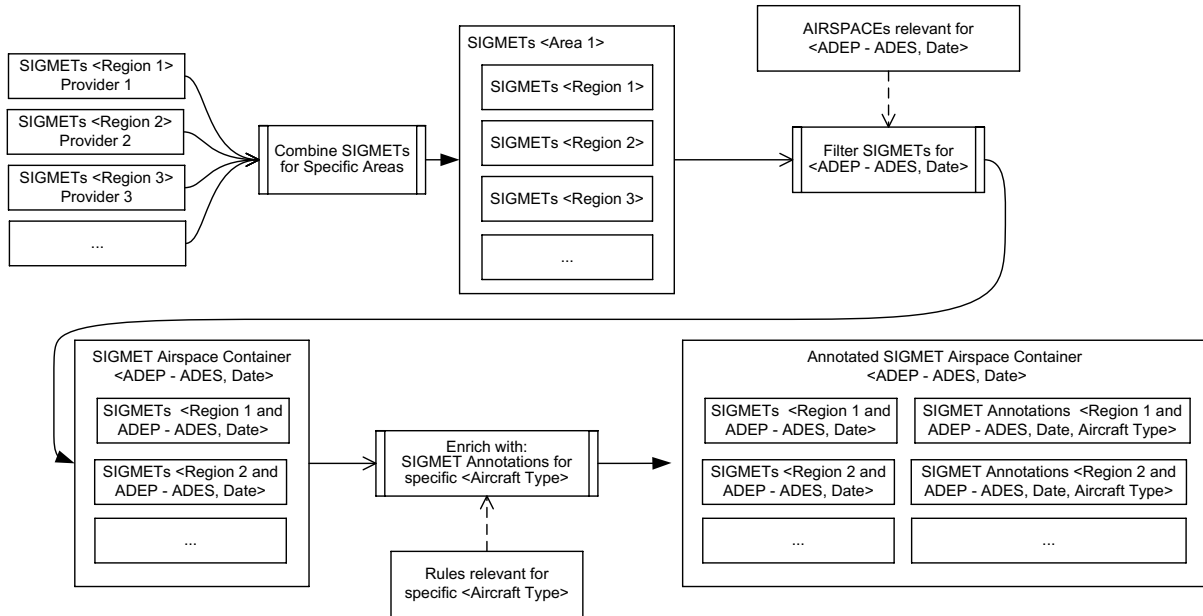 SIGMETs <Region 1>
Provider 1
SIGMETs <Region 2>
Provider 2
SIGMETs <Region 3>
Provider 3
...
Combine SIGMETs
for Specific Areas
SIGMETs <Area 1>
SIGMETs <Region 1>
SIGMETs <Region 2>
SIGMETs <Region 3>
...
AIRSPACEs relevant for
<ADEP - ADES, Date>
Filter SIGMETs for
<ADEP - ADES, Date>
SIGMET Airspace Container
<ADEP - ADES, Date>
SIGMETs <Region 1 and
ADEP - ADES, Date>
SIGMETs <Region 2 and
ADEP - ADES, Date>
...
Enrich with:
SIGMET Annotations for
specific <Aircraft Type>
Rules relevant for
specific <Aircraft Type>
Annotated SIGMET Airspace Container
<ADEP - ADES, Date>
SIGMETs <Region 1 and
ADEP - ADES, Date>
SIGMET Annotations <Region 1 and
ADEP - ADES, Date, Aircraft Type>
SIGMETs <Region 2 and
ADEP - ADES, Date>
SIGMET Annotations <Region 2 and
ADEP - ADES, Date, Aircraft Type>
...
...